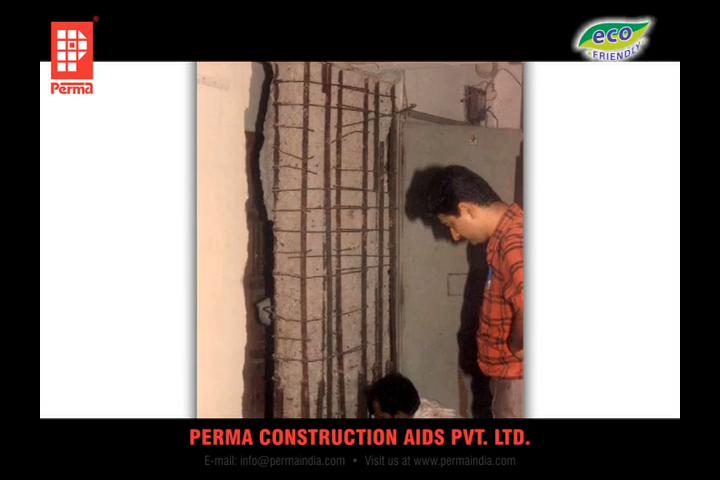 Perma
eco
FRIENDLY
PERMA CONSTRUCTION AIDS PVT. LTD.
E-mail: info@permaindia.com • Visit us at www.permaindia.com